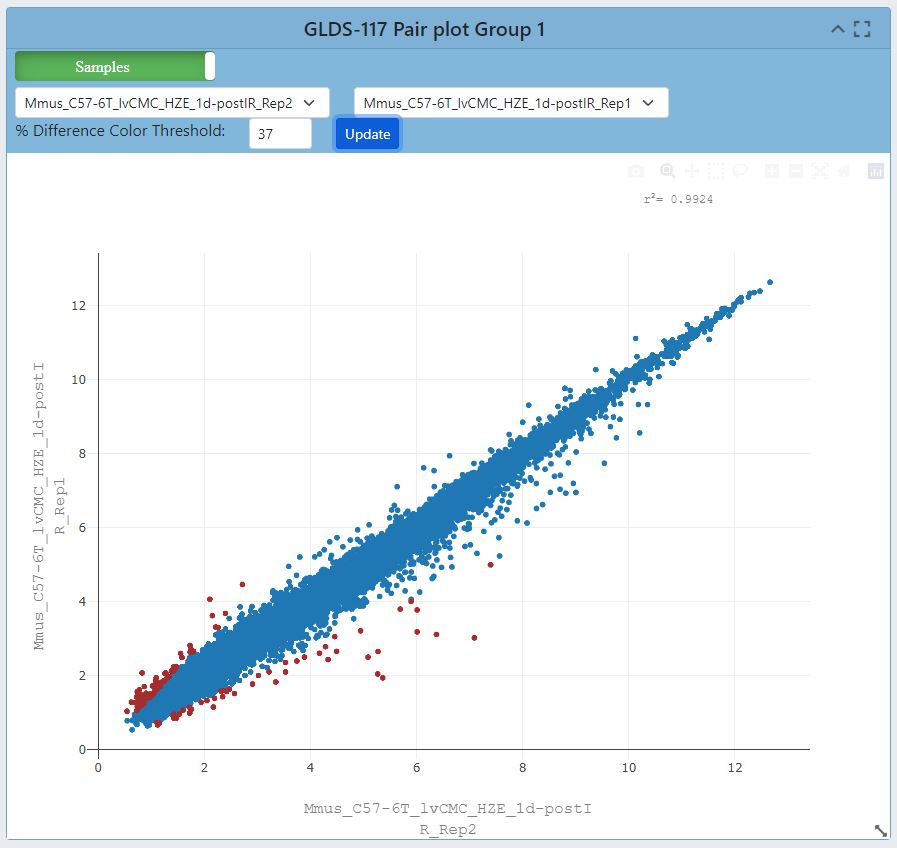 GLDS-117 Pair plot Group 1
Samples
Mmus_C57-6T_lvCMC_HZE_1d-postIR_Rep2
Mmus_C57-6T_lvCMC_HZE_1d-postIR_Rep1
% Difference Color Threshold:
37
Update
r²= 0.9924
12
10
8
6
4
2
0
Mmus_C57-6T_lvCMC_HZE_1d-postI
R_Rep1
0 2 4 6 8 10 12
Mmus_C57-6T_lvCMC_HZE_1d-postI
R_Rep2